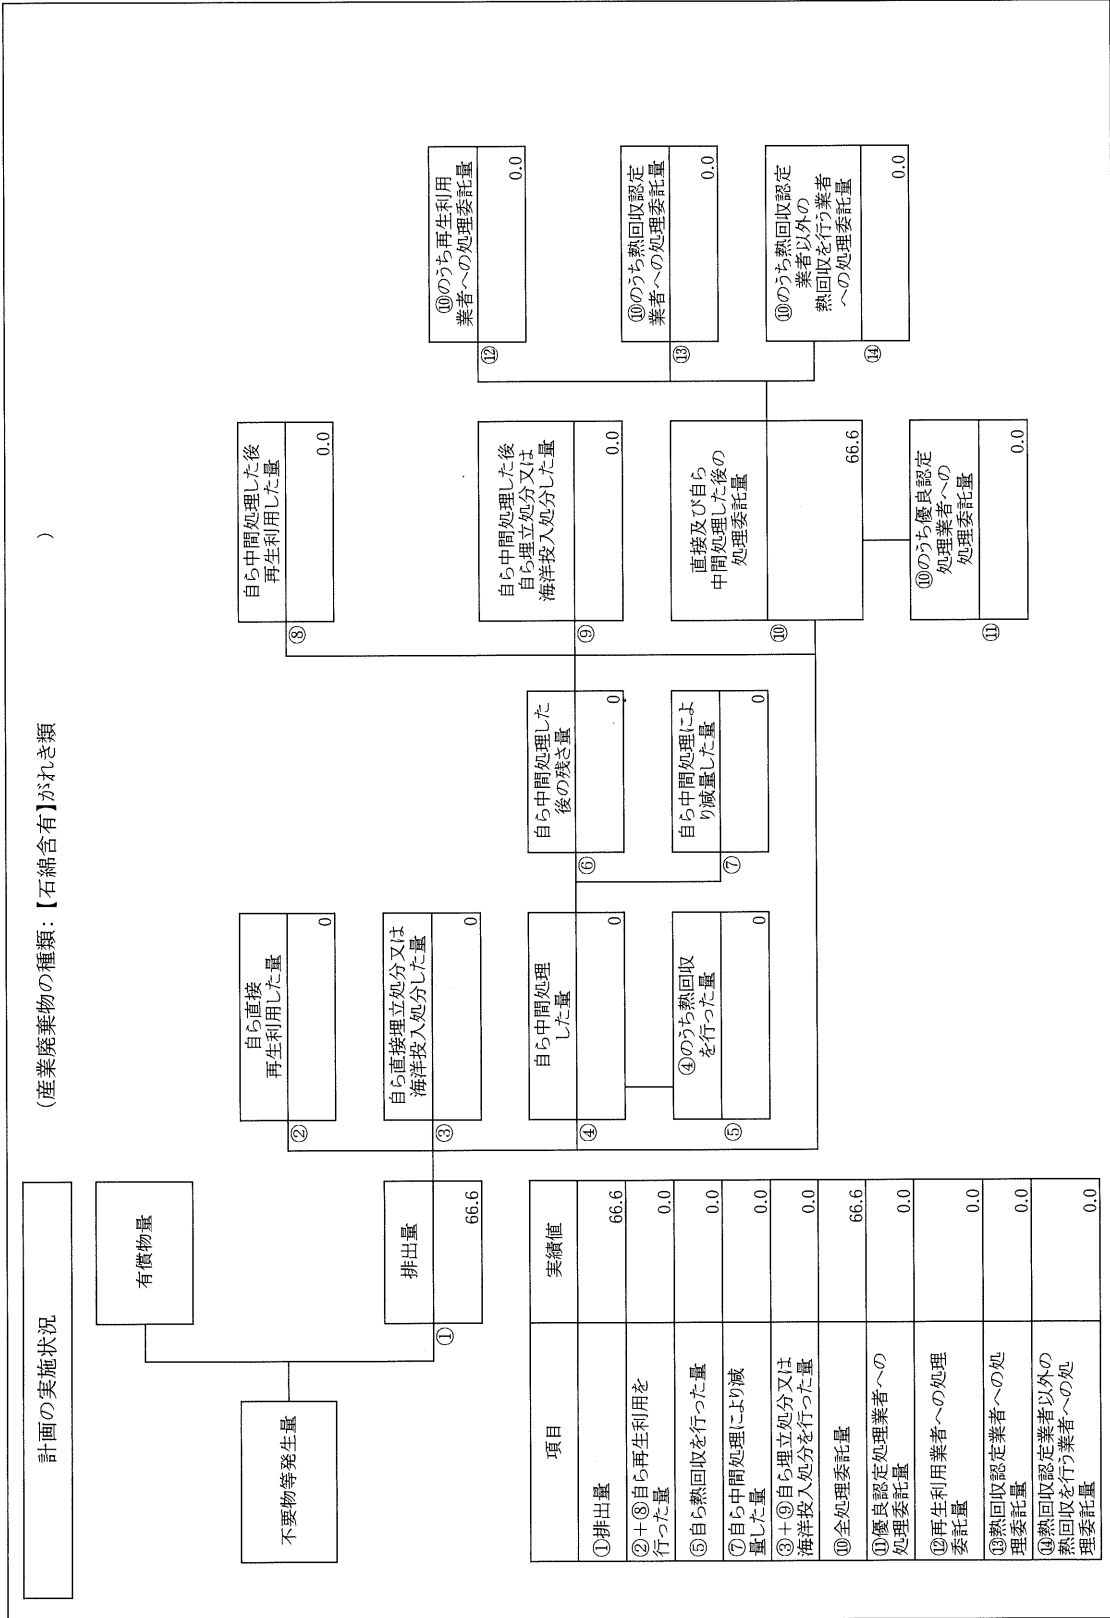 計画の実施状況
(産業廃棄物の種類:【石綿含有】がれき類 )
不要物等発生量
有償物量
①
排出量
66.6
②
自ら直接
再生利用した量
0
③
自ら直接埋立処分又は
海洋投入処分した量
0
④
自ら中間処理
した量
0
⑤
④のうち熱回収
を行った量
0
⑥
自ら中間処理した
後の残さ量
0
⑦
自ら中間処理によ
り減量した量
0
⑧
自ら中間処理した後
再生利用した量
0.0
⑨
自ら中間処理した後
自ら埋立処分又は
海洋投入処分した量
0.0
⑩
直接及び自ら
中間処理した後の
処理委託量
66.6
⑪
⑩のうち優良認定
処理業者への
処理委託量
0.0
⑫
⑩のうち再生利用
業者への処理委託量
0.0
⑬
⑩のうち熱回収認定
業者への処理委託量
0.0
⑭
⑩のうち熱回収認定
業者以外の
熱回収を行う業者
への処理委託量
0.0
項目 実績値
①排出量 66.6
②+⑧自ら再生利用を
行った量 0.0
⑤自ら熱回収を行った量 0.0
⑦自ら中間処理により減
量した量 0.0
③+⑨自ら埋立処分又は
海洋投入処分を行った量 0.0
⑩全処理委託量 66.6
⑪優良認定処理業者への
処理委託量 0.0
⑫再生利用業者への処理
委託量 0.0
⑬熱回収認定業者への処
理委託量 0.0
⑭熱回収認定業者以外の
熱回収を行う業者への処
理委託量 0.0